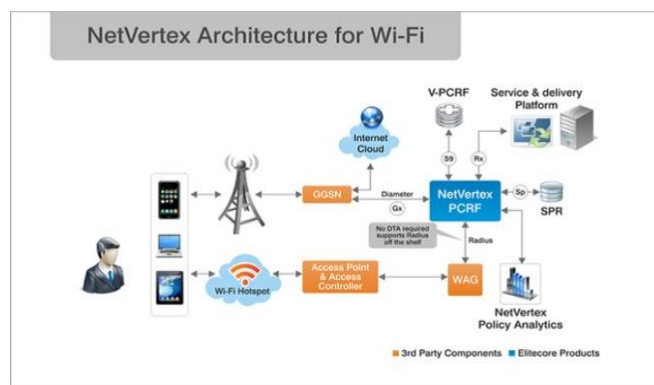 NetVertex Architecture for Wi-Fi
V-PCRF
Service & delivery
Platform
Internet
Cloud
S9
Rx
GGSN
Diameter
Gx
NetVertex
PCRF
Sp
SPR
No DTA required
supports Radius
off the shelf
Radius
Wi-Fi Hotspot
Access Point
& Access
Controller
WAG
NetVertex
Policy Analytics
3rd Party Components
Elitecore Products